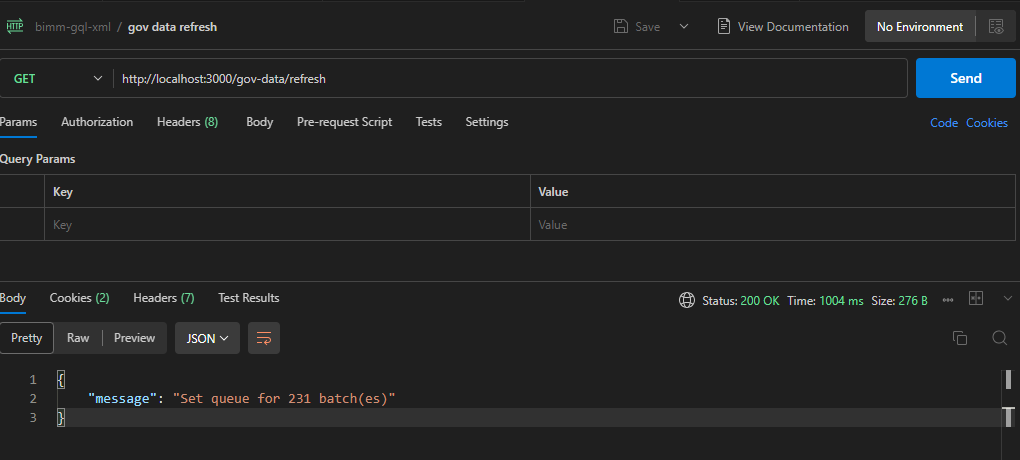 HTTP bimm-gql-xml / gov data refresh Save View Documentation No Environment
GET http://localhost:3000/gov-data/refresh Send
Params Authorization Headers (8) Body Pre-request Script Tests Settings Code Cookies
Query Params
Key Value
Key Value
Body Cookies (2) Headers (7) Test Results Status: 200 OK Time: 1004 ms Size: 276 B
Pretty Raw Preview JSON
1 {
2 "message": "Set queue for 231 batch(es)"
3 }